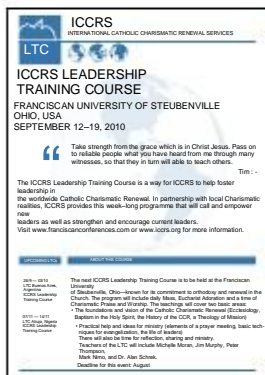 ICCRS
INTERNATIONAL CATHOLIC CHARISMATIC RENEWAL SERVICES
LTC
ICCRS LEADERSHIP
TRAINING COURSE
FRANCISCAN UNIVERSITY OF STEUBENVILLE
OHIO, USA
SEPTEMBER 12–19, 2010
“ Take strength from the grace which is in Christ Jesus. Pass on
to reliable people what you have heard from me through many
witnesses, so that they in turn will able to teach others.
Tim : -
The ICCRS Leadership Training Course is a way for ICCRS to help foster
leadership in
the worldwide Catholic Charismatic Renewal. In partnership with local Charismatic
realities, ICCRS provides this week–long programme that will call and empower
new
leaders as well as strengthen and encourage current leaders.
Visit www.franciscanconferences.com or www.iccrs.org for more information.
UPCOMING LTCs
ABOUT THIS COURSE
LTC Buenos Aires,
Argentina
ICCRS Leadership
Training Course
LTC Abuja, Nigeria
ICCRS Leadership
Training Course
The next ICCRS Leadership Training Course is to be held at the Franciscan
University
of Steubenville, Ohio—known for its commitment to orthodoxy and renewal in the
Church. The program will include daily Mass, Eucharist Adoration and a time of
Charismatic Praise and Worship. The teachings will cover two basic areas:
• The foundations and vision of the Catholic Charismatic Renewal (Ecclesiology,
Baptism in the Holy Spirit, the History of the CCR, a Theology of Mission)
• Practical help and ideas for ministry (elements of a prayer meeting, basic tech-
niques for evangelization, the life of leaders)
There will also be time for reflection, sharing and ministry.
Teachers of the LTC will include Michelle Moran, Jim Murphy, Peter
Thompson,
Mark Nimo, and Dr. Alan Schrek.
Deadline for this event: August